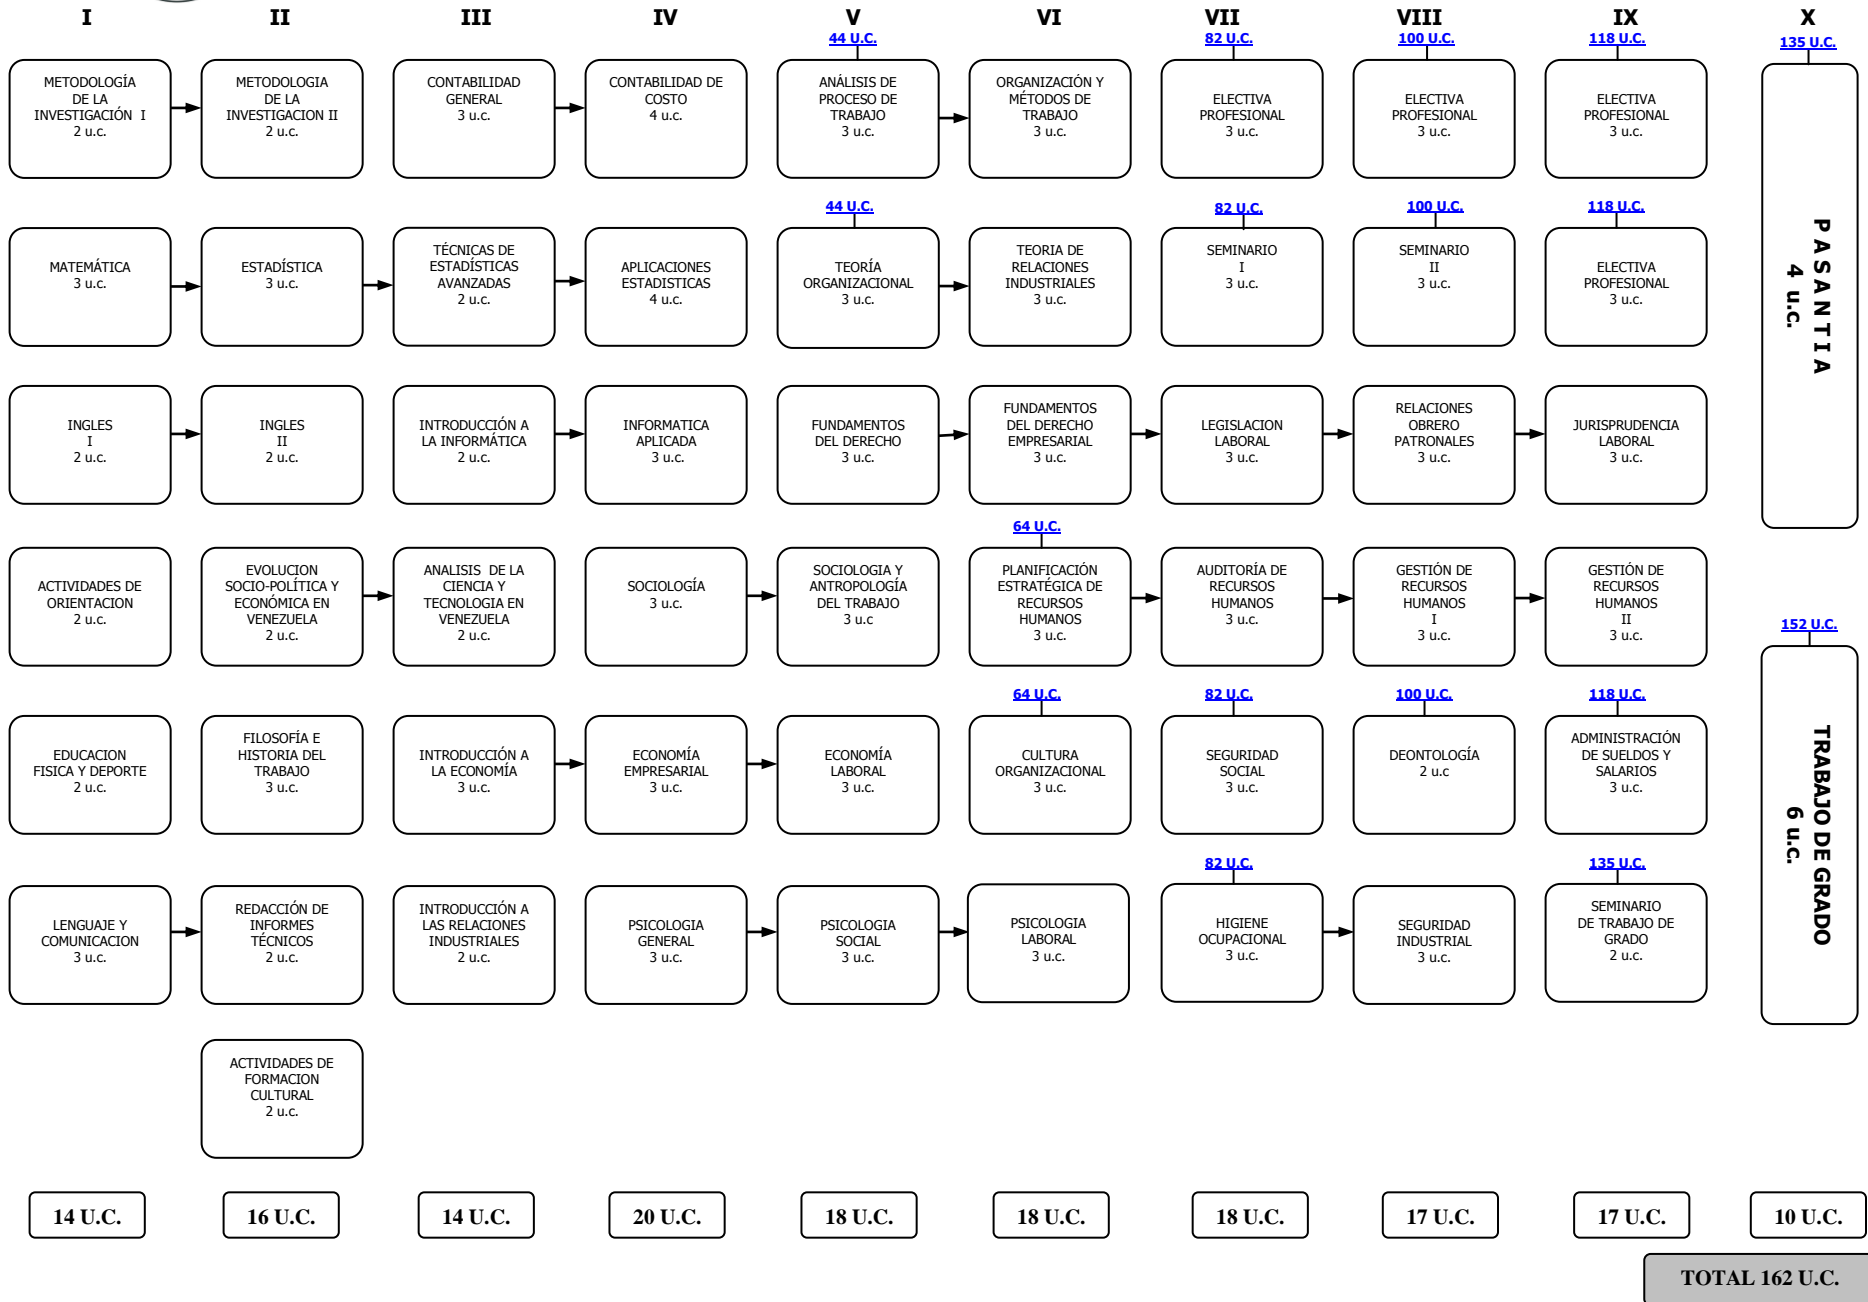 I II III IV V VI VII VIII IX X
44 U.C. 82 U.C. 100 U.C. 118 U.C. 135 U.C.
METODOLOGÍA
DE LA
INVESTIGACIÓN I
2 u.c.
METODOLOGIA
DE LA
INVESTIGACION II
2 u.c.
CONTABILIDAD
GENERAL
3 u.c.
CONTABILIDAD DE
COSTO
4 u.c.
ANÁLISIS DE
PROCESO DE
TRABAJO
3 u.c.
ORGANIZACIÓN Y
MÉTODOS DE
TRABAJO
3 u.c.
ELECTIVA
PROFESIONAL
3 u.c.
ELECTIVA
PROFESIONAL
3 u.c.
ELECTIVA
PROFESIONAL
3 u.c.
PASANTIA
4 u.c.
44 U.C. 82 U.C. 100 U.C. 118 U.C.
MATEMÁTICA
3 u.c.
ESTADÍSTICA
3 u.c.
TÉCNICAS DE
ESTADÍSTICAS
AVANZADAS
2 u.c.
APLICACIONES
ESTADISTICAS
4 u.c.
TEORÍA
ORGANIZACIONAL
3 u.c.
TEORIA DE
RELACIONES
INDUSTRIALES
3 u.c.
SEMINARIO
I
3 u.c.
SEMINARIO
II
3 u.c.
ELECTIVA
PROFESIONAL
3 u.c.
INGLES
I
2 u.c.
INGLES
II
2 u.c.
INTRODUCCIÓN A
LA INFORMÁTICA
2 u.c.
INFORMATICA
APLICADA
3 u.c.
FUNDAMENTOS
DEL DERECHO
3 u.c.
FUNDAMENTOS
DEL DERECHO
EMPRESARIAL
3 u.c.
LEGISLACION
LABORAL
3 u.c.
RELACIONES
OBRERO
PATRONALES
3 u.c.
JURISPRUDENCIA
LABORAL
3 u.c.
64 U.C.
ACTIVIDADES DE
ORIENTACION
2 u.c.
EVOLUCION
SOCIO-POLÍTICA Y
ECONÓMICA EN
VENEZUELA
2 u.c.
ANALISIS DE LA
CIENCIA Y
TECNOLOGIA EN
VENEZUELA
2 u.c.
SOCIOLOGÍA
3 u.c.
SOCIOLOGIA Y
ANTROPOLOGÍA
DEL TRABAJO
3 u.c
PLANIFICACIÓN
ESTRATÉGICA DE
RECURSOS
HUMANOS
3 u.c.
AUDITORÍA DE
RECURSOS
HUMANOS
3 u.c.
GESTIÓN DE
RECURSOS
HUMANOS
I
3 u.c.
GESTIÓN DE
RECURSOS
HUMANOS
II
3 u.c.
152 U.C.
TRABAJO DE GRADO
6 u.c.
64 U.C. 82 U.C. 100 U.C. 118 U.C.
EDUCACION
FISICA Y DEPORTE
2 u.c.
FILOSOFÍA E
HISTORIA DEL
TRABAJO
3 u.c.
INTRODUCCIÓN A
LA ECONOMÍA
3 u.c.
ECONOMÍA
EMPRESARIAL
3 u.c.
ECONOMÍA
LABORAL
3 u.c.
CULTURA
ORGANIZACIONAL
3 u.c.
SEGURIDAD
SOCIAL
3 u.c.
DEONTOLOGÍA
2 u.c
ADMINISTRACIÓN
DE SUELDOS Y
SALARIOS
3 u.c.
82 U.C. 135 U.C.
LENGUAJE Y
COMUNICACION
3 u.c.
REDACCIÓN DE
INFORMES
TÉCNICOS
2 u.c.
INTRODUCCIÓN A
LAS RELACIONES
INDUSTRIALES
2 u.c.
PSICOLOGIA
GENERAL
3 u.c.
PSICOLOGIA
SOCIAL
3 u.c.
PSICOLOGIA
LABORAL
3 u.c.
HIGIENE
OCUPACIONAL
3 u.c.
SEGURIDAD
INDUSTRIAL
3 u.c.
SEMINARIO
DE TRABAJO DE
GRADO
2 u.c.
ACTIVIDADES DE
FORMACION
CULTURAL
2 u.c.
14 U.C. 16 U.C. 14 U.C. 20 U.C. 18 U.C. 18 U.C. 18 U.C. 17 U.C. 17 U.C. 10 U.C.
TOTAL 162 U.C.